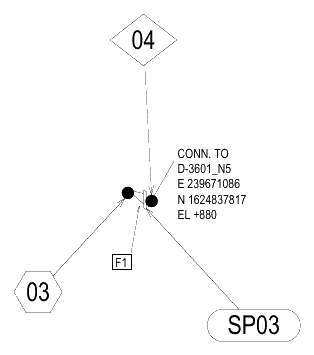 04
CONN. TO
D-3601_N5
E 239671086
N 1624837817
EL +880
F1
03
SP03